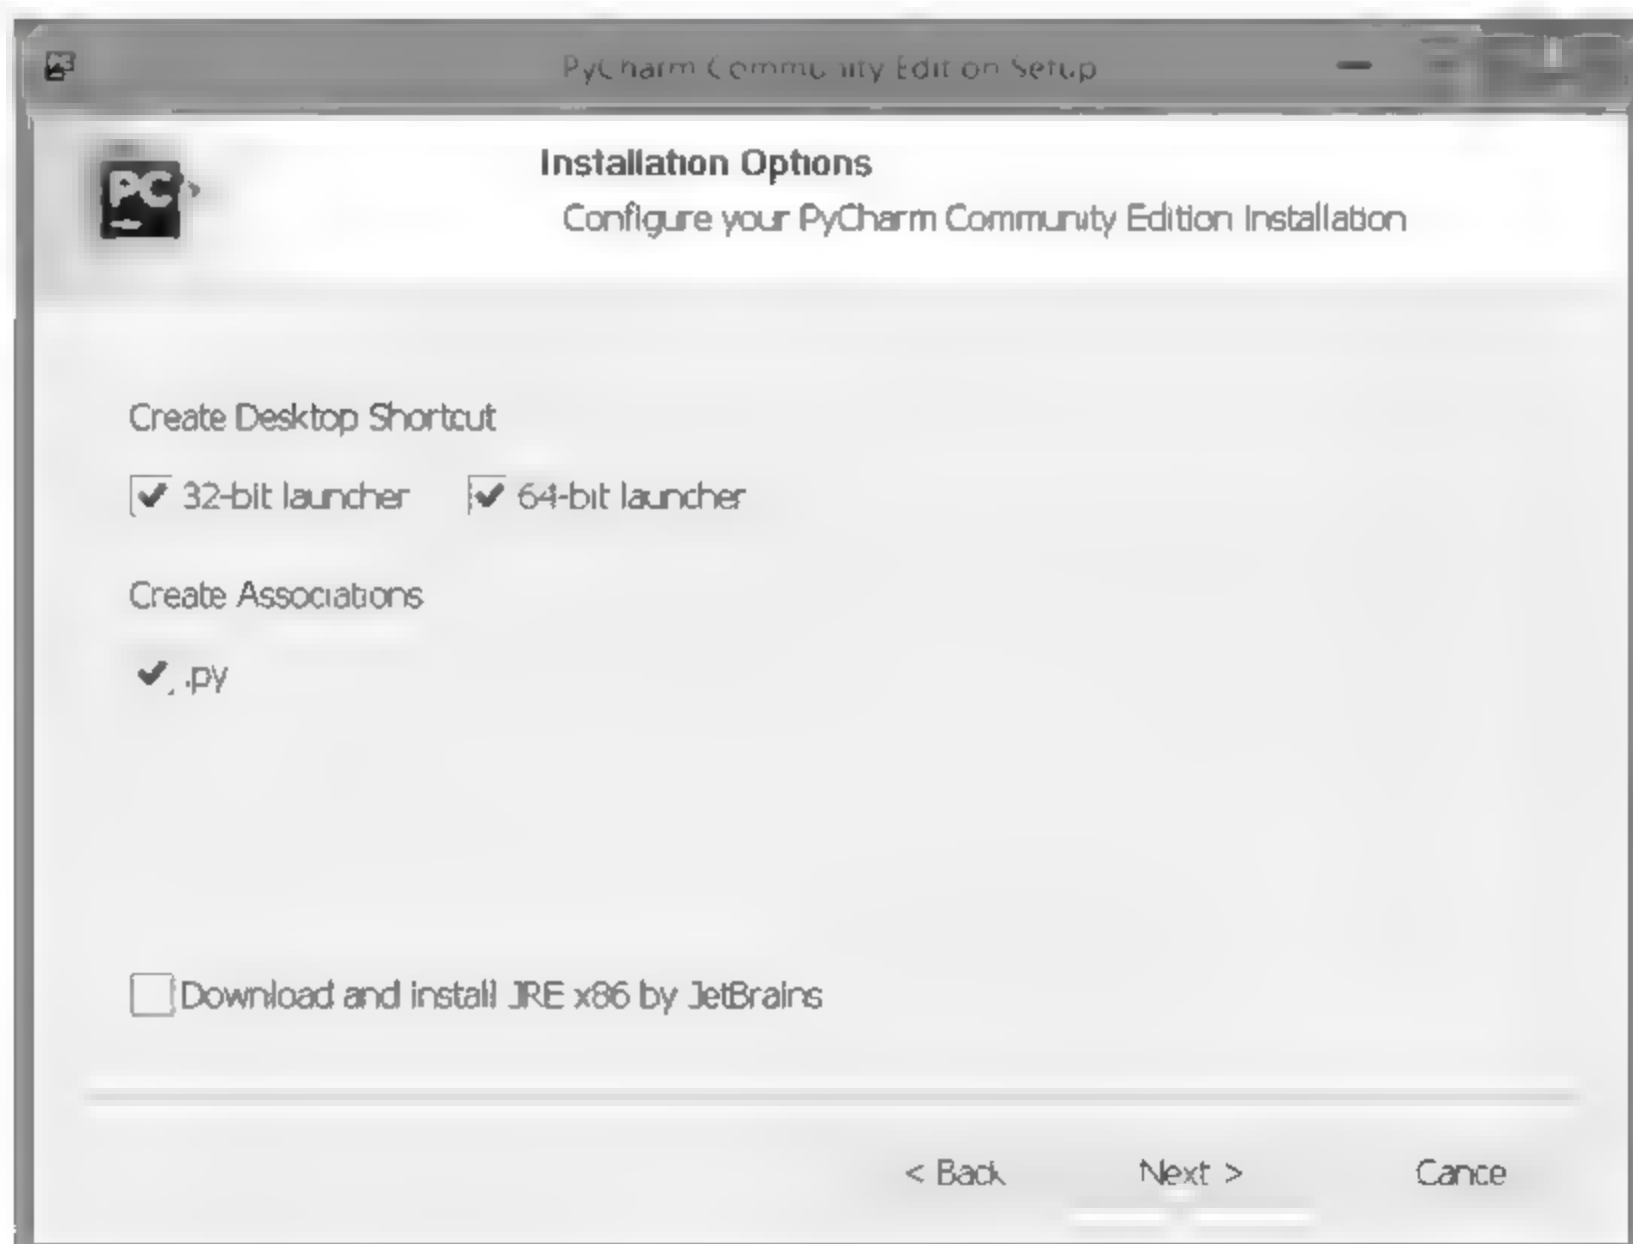 PyCharm Community Edition Setup
PC
Installation Options
Configure your PyCharm Community Edition Installation
Create Desktop Shortcut
32-bit launcher 64-bit launcher
Create Associations
.py
Download and install JRE x86 by JetBrains
< Back Next > Cance